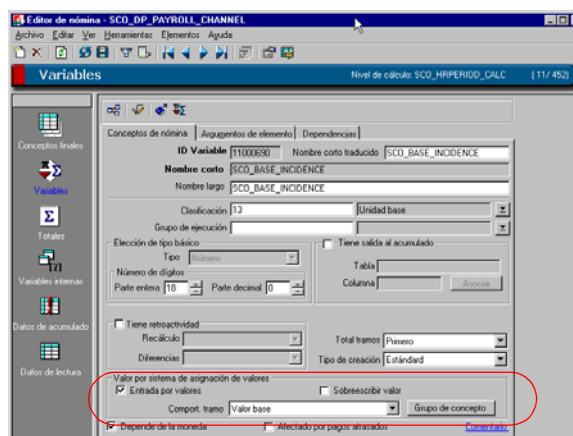 Editor de nómina - SCO_DP_PAYROLL_CHANNEL
Archivo Editar Ver Herramientas Elementos Ayuda
Variables
Nivel de cálculo: SCO_HRPERIOD_CALC (11/ 452)
Conceptos finales
Variables
Totales
Variables internas
Datos de acumulado
Datos de lectura
Conceptos de nómina Argumentos de elemento Dependencias
ID Variable 11000690 Nombre corto traducido SCO_BASE_INCIDENCE
Nombre corto SCO_BASE_INCIDENCE
Nombre largo SCO_BASE_INCIDENCE
Clasificación 13 Unidad base
Grupo de ejecución
Elección de tipo básico
Tipo Número
Número de dígitos
Parte entera 18 Parte decimal 0
Tiene salida al acumulado
Tabla
Columna Asociar
Tiene retroactividad
Recálculo
Diferencias
Total tramos Primero
Tipo de creación Estándard
Valor por sistema de asignación de valores
Entrada por valores Sobreescribir valor
Comport. tramo Valor base Grupo de concepto
Depende de la moneda Afectado por pagos atrasados Comentario